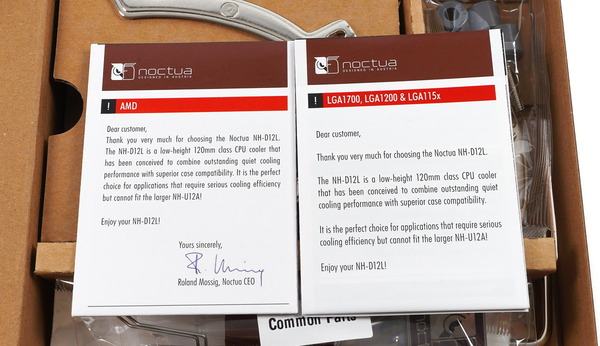 noctua
DESIGNED IN AUSTRIA
! AMD
Dear customer,
Thank you very much for choosing the Noctua NH-D12L.
The NH-D12L is a low-height 120mm class CPU cooler
that has been conceived to combine outstanding quiet
cooling performance with superior case compatibility. It is the perfect
choice for applications that require serious cooling efficiency
but cannot fit the larger NH-U12A!
Enjoy your NH-D12L!
Yours sincerely,
Roland Mossig, Noctua CEO
noctua
DESIGNED IN AUSTRIA
! LGA1700, LGA1200 & LGA115x
Dear customer,
Thank you very much for choosing the Noctua NH-D12L.
The NH-D12L is a low-height 120mm class CPU cooler
that has been conceived to combine outstanding quiet
cooling performance with superior case compatibility.
It is the perfect choice for applications that require serious
cooling efficiency but cannot fit the larger NH-U12A!
Enjoy your NH-D12L!
Common Parts